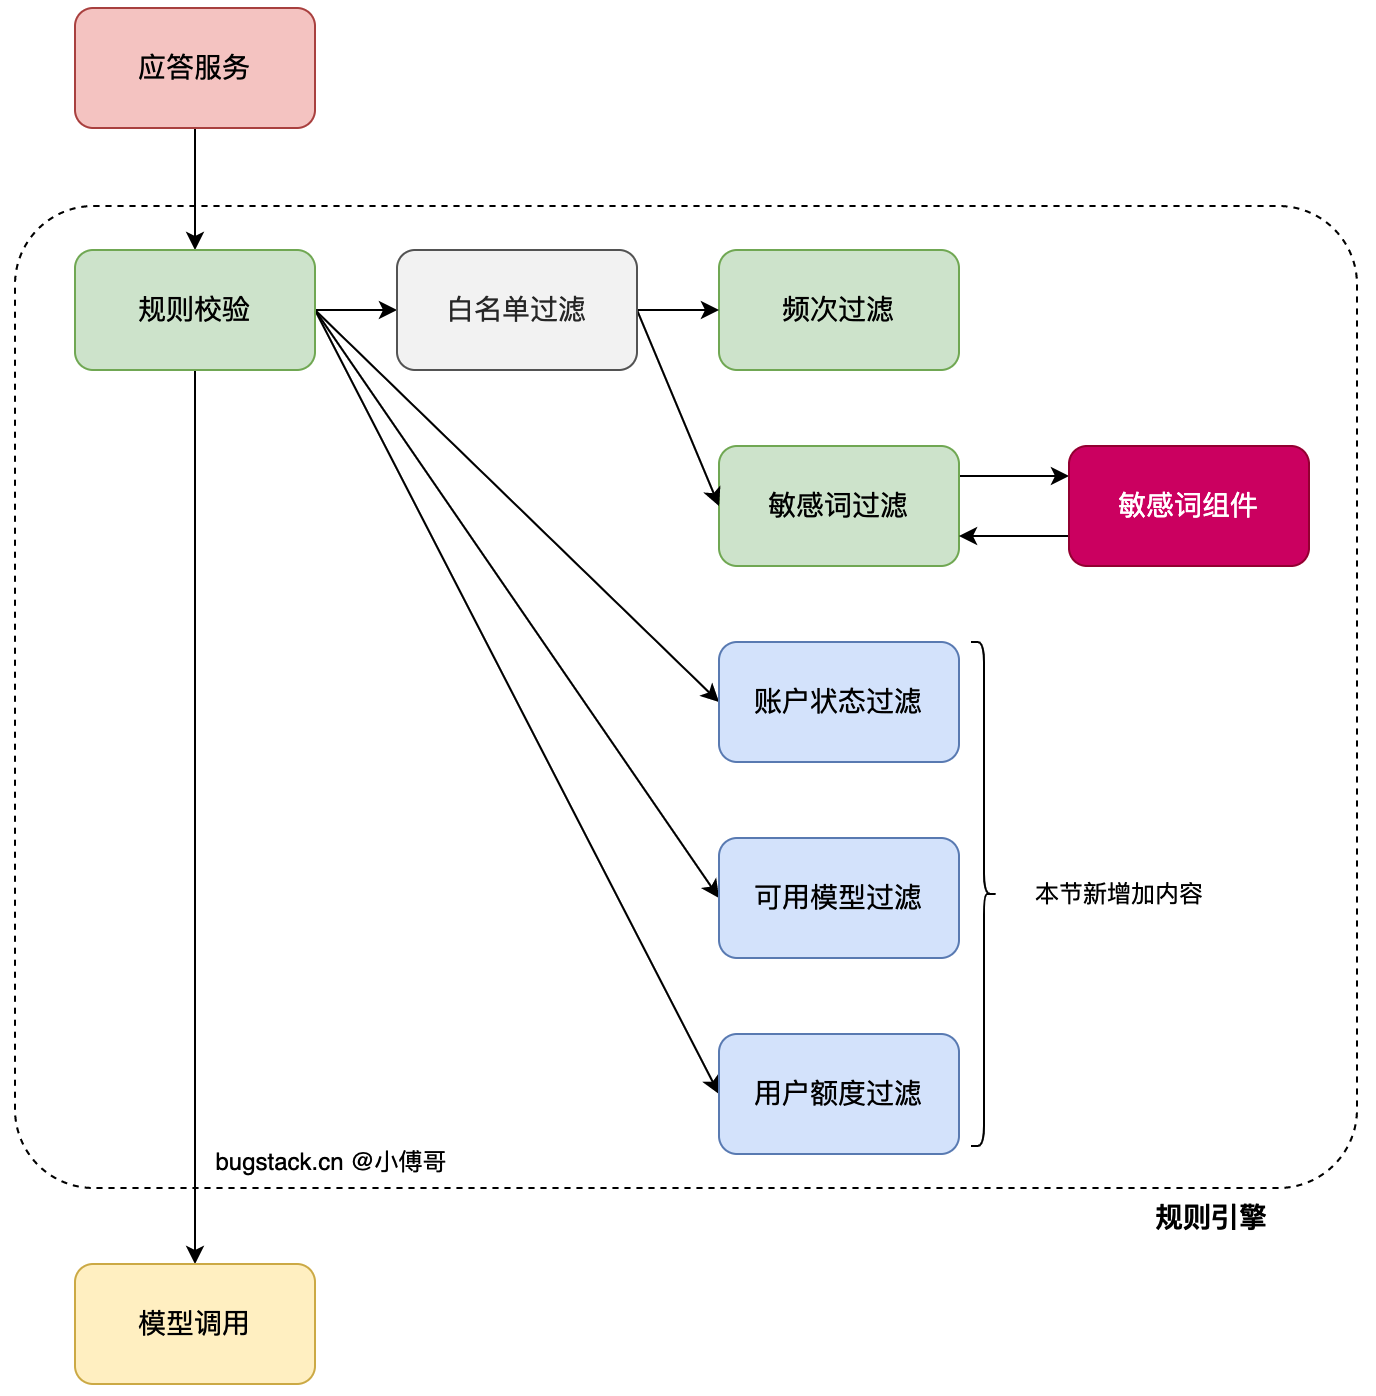 应答服务
规则校验
白名单过滤
频次过滤
敏感词过滤
敏感词组件
账户状态过滤
可用模型过滤
本节新增加内容
用户额度过滤
bugstack.cn @小傅哥
规则引擎
模型调用